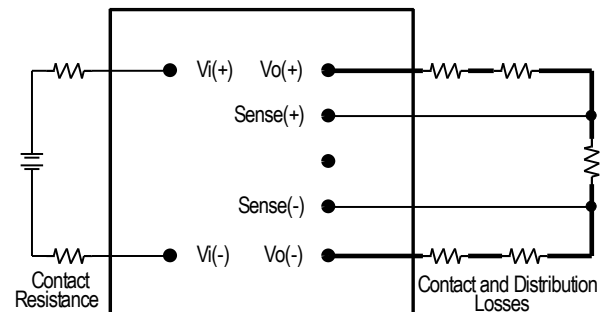 Vi(+) Vo(+)
Sense(+)
Sense(-)
Vi(-) Vo(-)
Contact
Resistance
Contact and Distribution
Losses